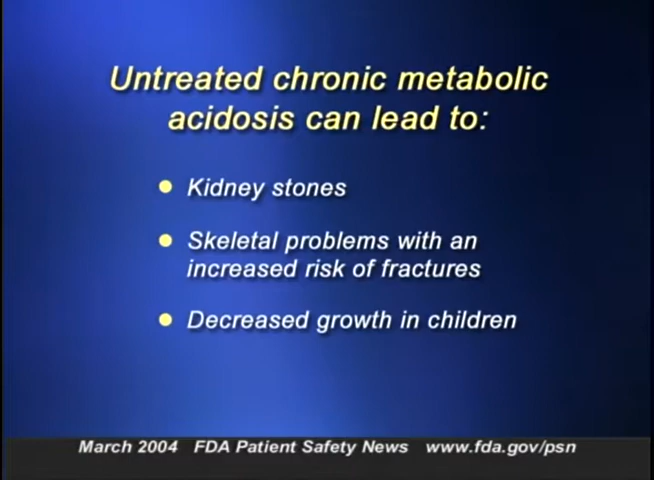 Untreated chronic metabolic
acidosis can lead to:
Kidney stones
Skeletal problems with an
increased risk of fractures
Decreased growth in children
March 2004 FDA Patient Safety News www.fda.gov/psn